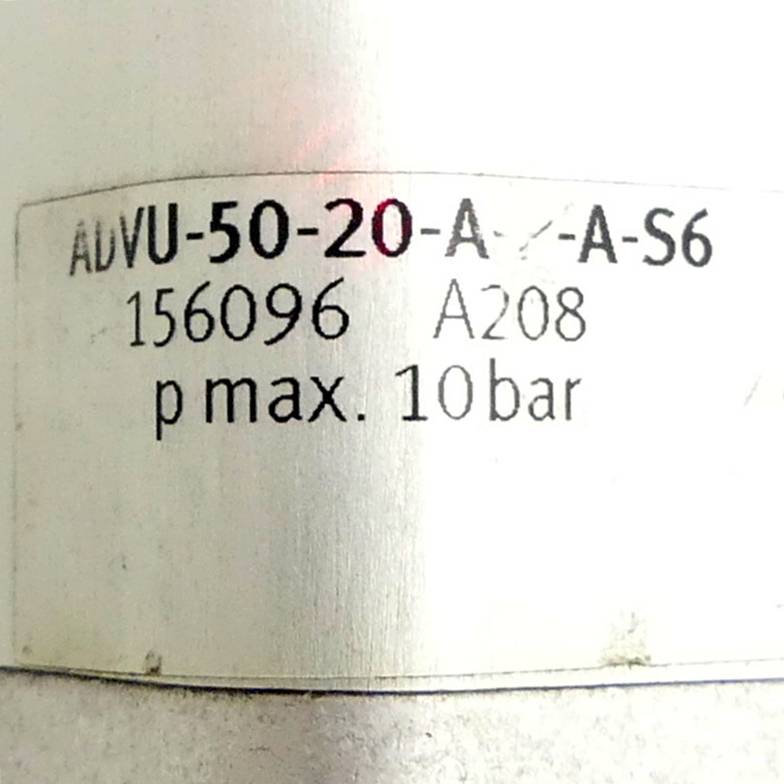 ADVU-50-20-A- -A-S6
156096 A208
p max. 10 bar